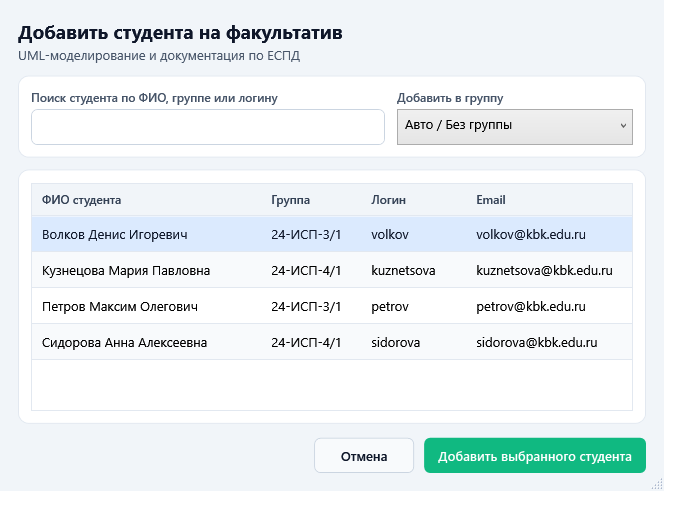 Добавить студента на факультатив
UML-моделирование и документация по ЕСПД
Поиск студента по ФИО, группе или логину
Добавить в группу
Авто / Без группы
ФИО студента Группа Логин Email
Волков Денис Игоревич 24-ИСП-3/1 volkov volkov@kbk.edu.ru
Кузнецова Мария Павловна 24-ИСП-4/1 kuznetsova kuznetsova@kbk.edu.ru
Петров Максим Олегович 24-ИСП-3/1 petrov petrov@kbk.edu.ru
Сидорова Анна Алексеевна 24-ИСП-4/1 sidorova sidorova@kbk.edu.ru
Отмена
Добавить выбранного студента